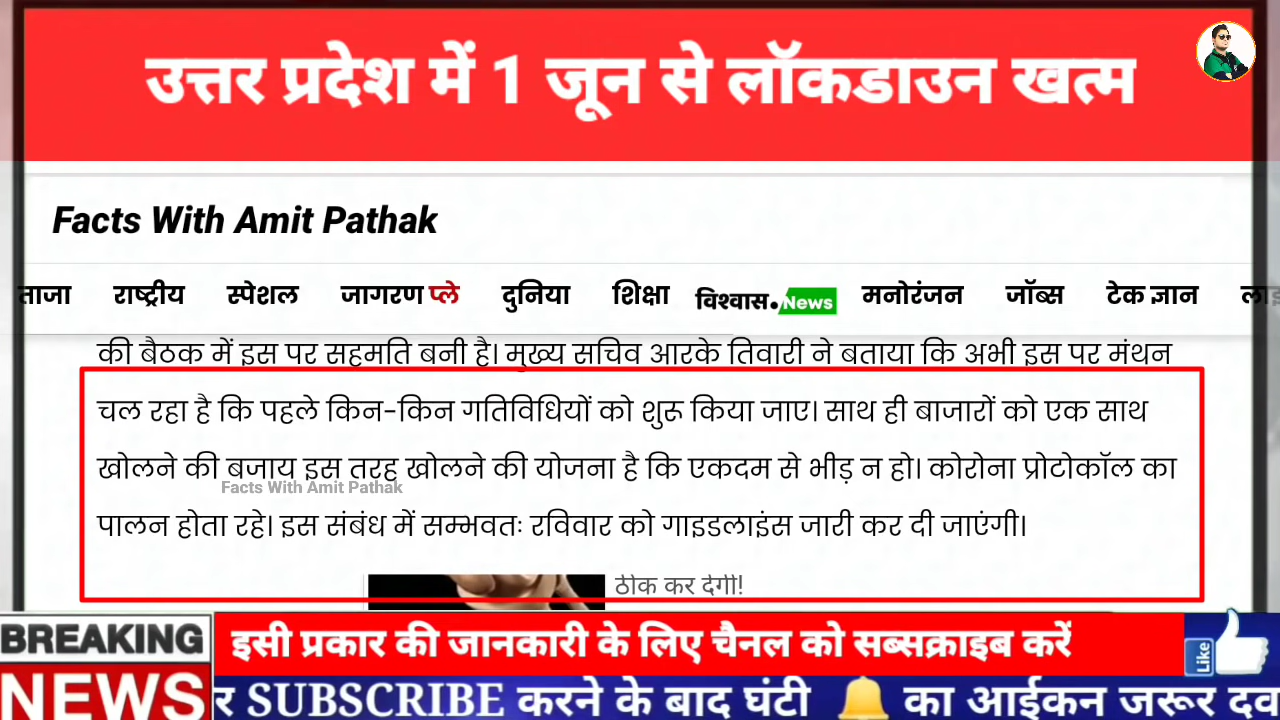 उत्तर प्रदेश में 1 जून से लॉकडाउन खत्म
Facts With Amit Pathak
ताजा राष्ट्रीय स्पेशल जागरण प्ले दुनिया शिक्षा विश्वास.News मनोरंजन जॉब्स टेक ज्ञान
की बैठक में इस पर सहमति बनी है। मुख्य सचिव आरके तिवारी ने बताया कि अभी इस पर मंथन
चल रहा है कि पहले किन-किन गतिविधियों को शुरू किया जाए। साथ ही बाजारों को एक साथ
खोलने की बजाय इस तरह खोलने की योजना है कि एकदम से भीड़ न हो। कोरोना प्रोटोकॉल का
Facts With Amit Pathak
पालन होता रहे। इस संबंध में सम्भवतः रविवार को गाइडलाइंस जारी कर दी जाएंगी।
ठीक कर देगी!
BREAKING
NEWS
इसी प्रकार की जानकारी के लिए चैनल को सब्सक्राइब करें
Like
SUBSCRIBE करने के बाद घंटी का आईकन जरूर